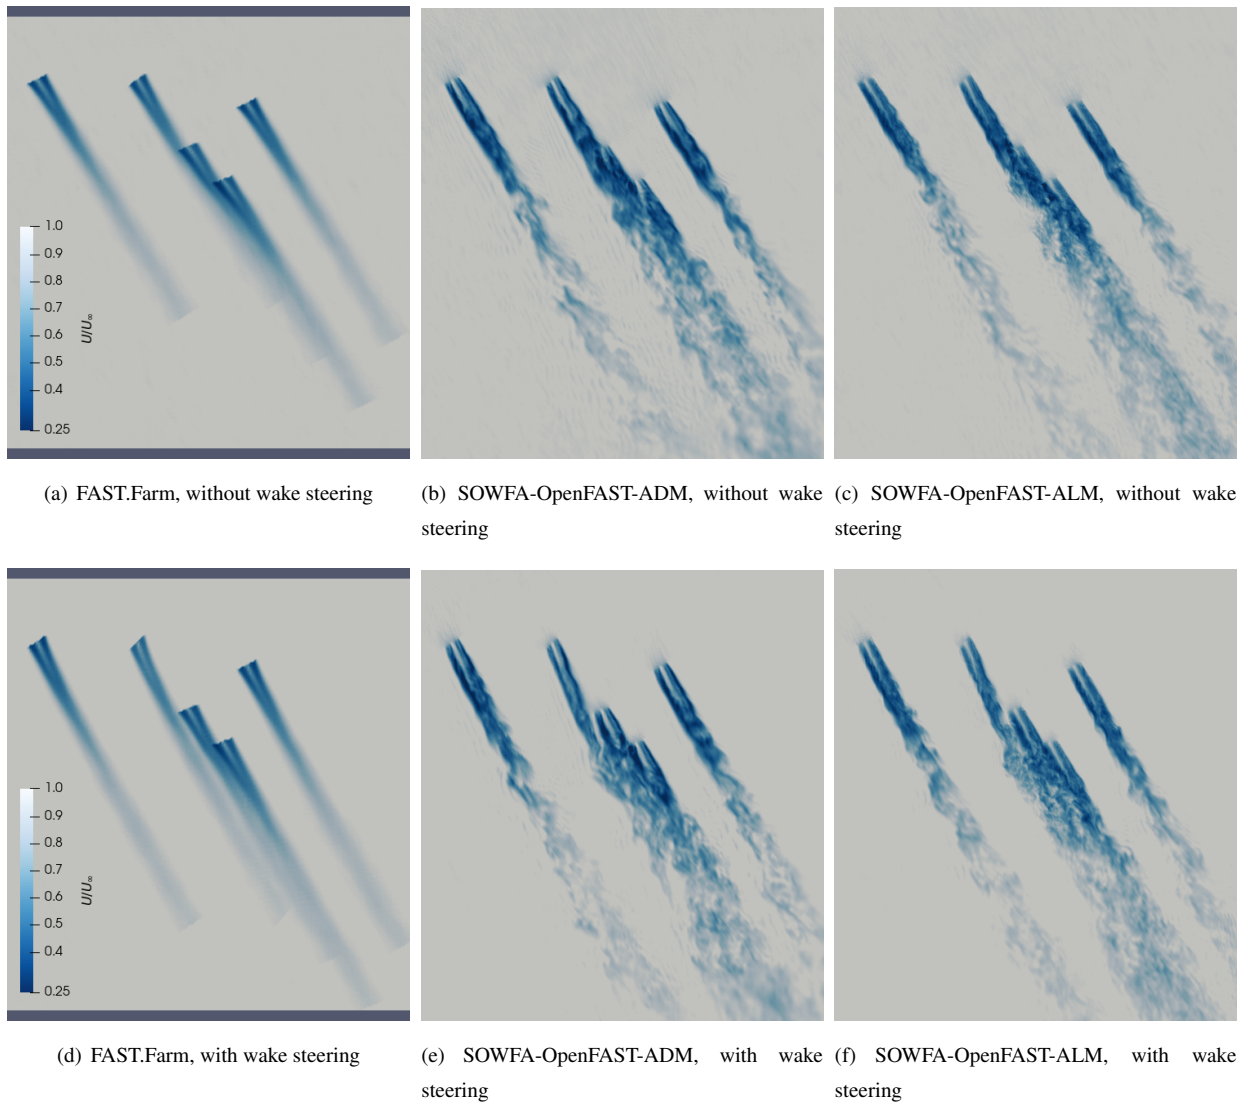 1.0
0.9
0.8
0.7
0.6
0.5
0.4
0.25
U/U∞
(a) FAST.Farm, without wake steering
(b) SOWFA-OpenFAST-ADM, without wake
steering
(c) SOWFA-OpenFAST-ALM, without wake
steering
1.0
0.9
0.8
0.7
0.6
0.5
0.4
0.25
U/U∞
(d) FAST.Farm, with wake steering
(e) SOWFA-OpenFAST-ADM, with wake
steering
(f) SOWFA-OpenFAST-ALM, with wake
steering